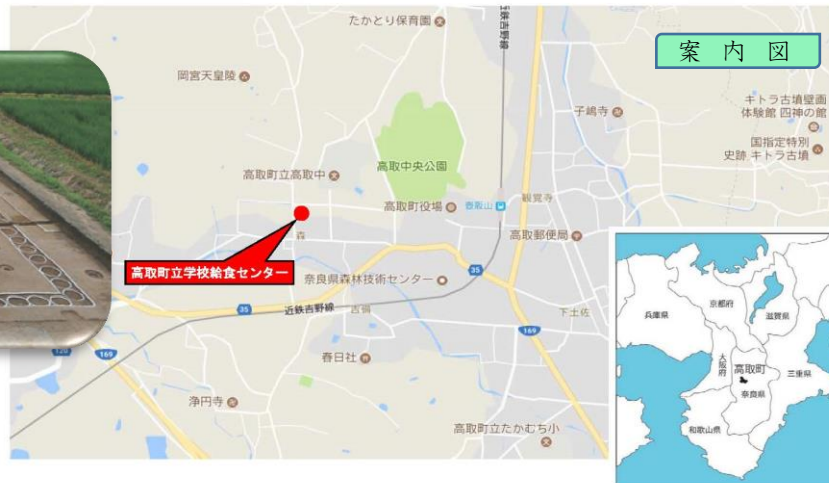 案内図
たかとり保育園
近鉄吉野線
岡宮天皇陵
子嶋寺
キトラ古墳壁画
体験館 四神の館
国指定特別
史跡 キトラ古墳
高取中央公園
高取町立高取中
高取町役場
壺阪山
観覚寺
森
高取郵便局
高取町立学校給食センター
奈良県森林技術センター
35
35
近鉄吉野線
吉備
下土佐
169
169
春日社
浄円寺
高取町立たかむち小
京都府
滋賀県
兵庫県
大阪府
高取町
三重県
奈良県
和歌山県